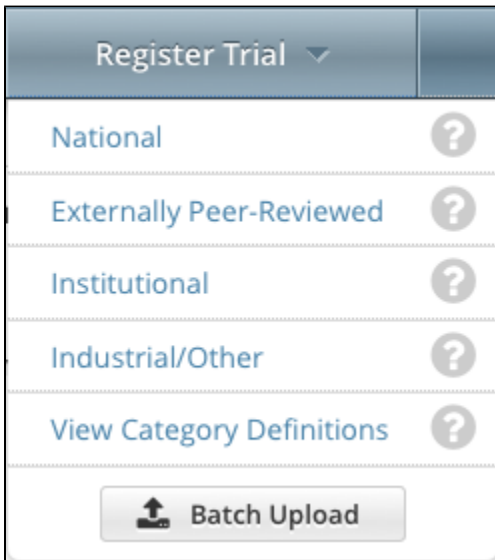 Register Trial
National
Externally Peer-Reviewed
Institutional
Industrial/Other
View Category Definitions
Batch Upload